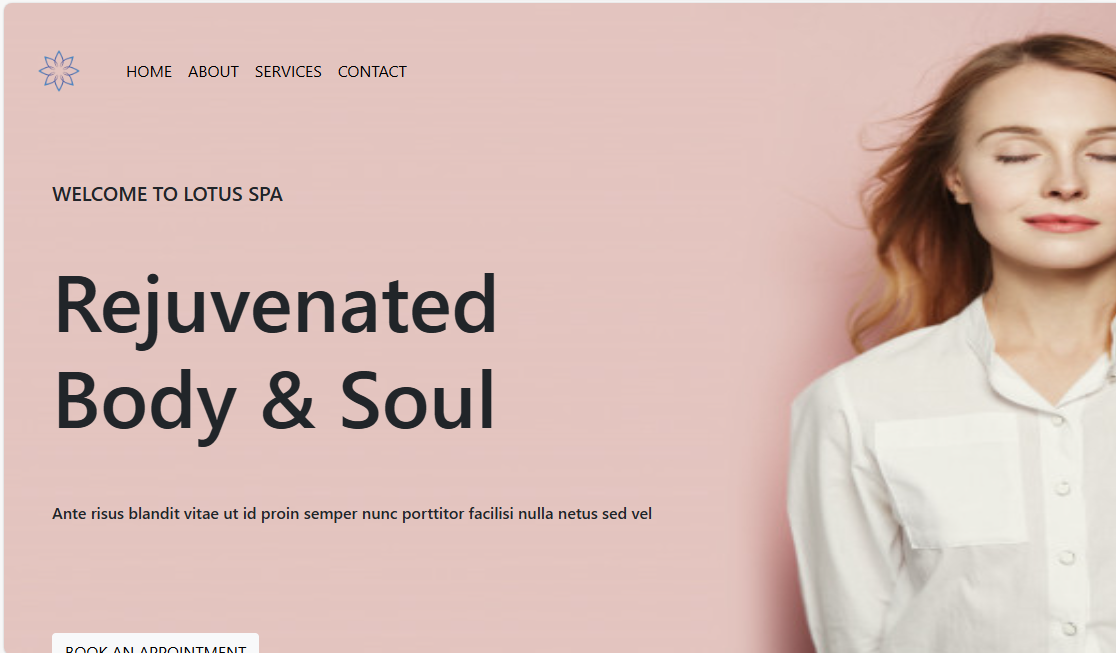 HOME ABOUT SERVICES CONTACT
WELCOME TO LOTUS SPA
Rejuvenated
Body & Soul
Ante risus blandit vitae ut id proin semper nunc porttitor facilisi nulla netus sed vel
BOOK AN APPOINTMENT